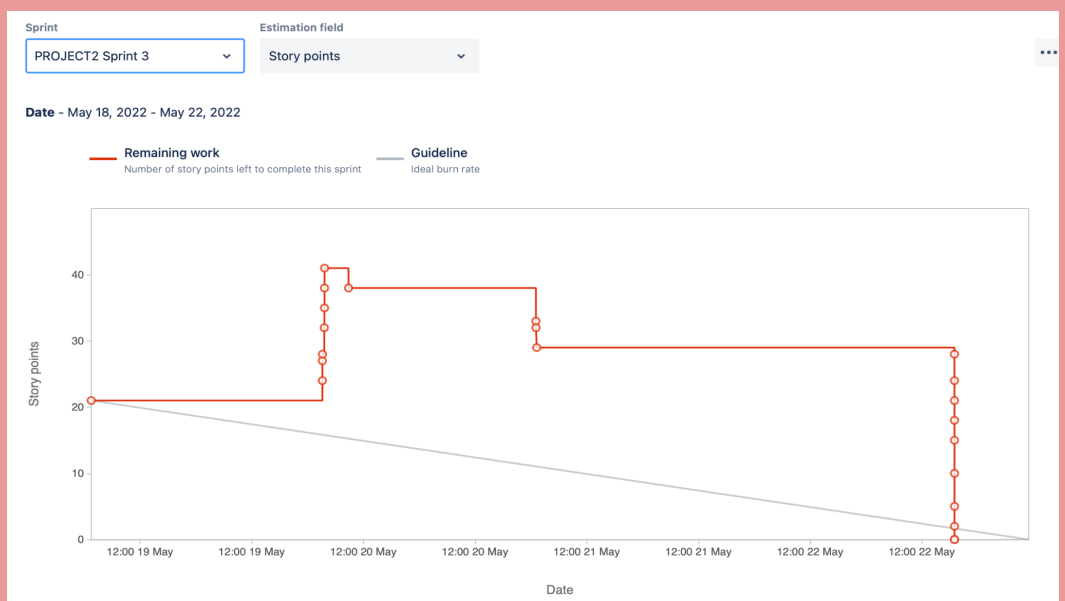 Sprint
Estimation field
PROJECT2 Sprint 3
Story points
Date - May 18, 2022 - May 22, 2022
Remaining work
Number of story points left to complete this sprint
Guideline
Ideal burn rate
40
30
20
10
0
Story points
12:00 19 May
12:00 19 May
12:00 20 May
12:00 20 May
12:00 21 May
12:00 21 May
12:00 22 May
12:00 22 May
Date